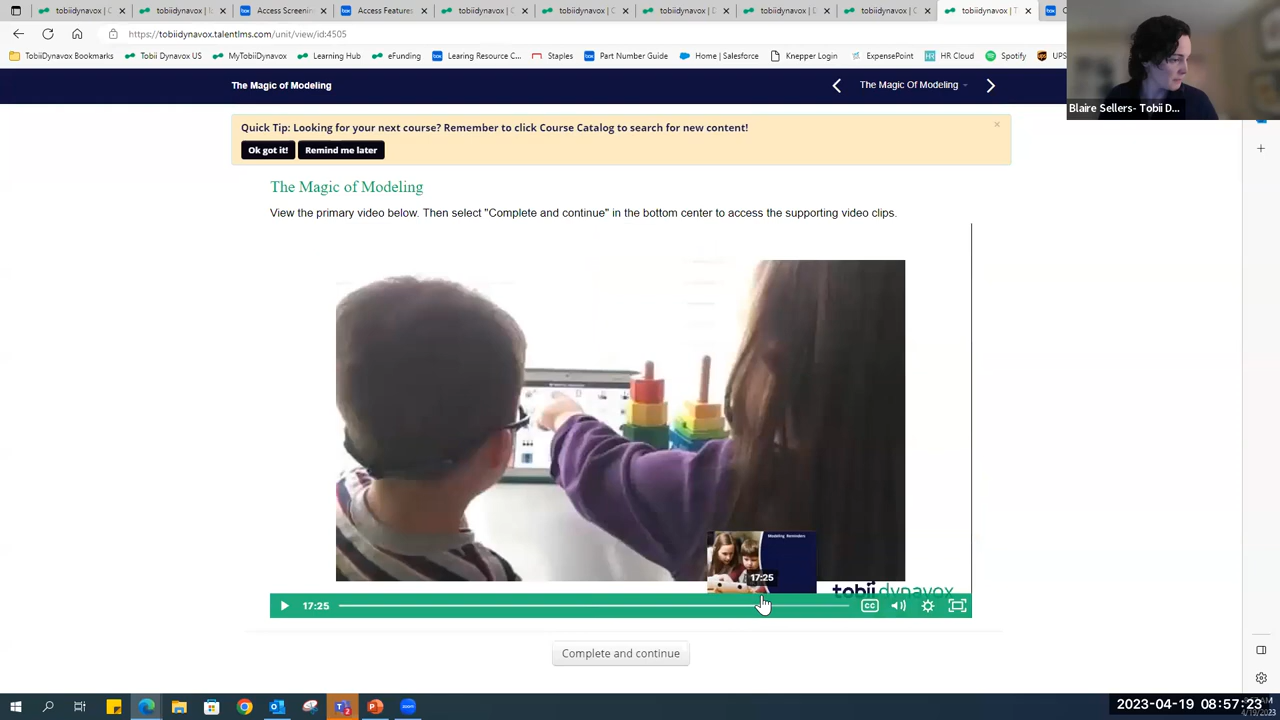 tobiidynavox | C
tobiidynavox | I
Access Screenin
Access Features
tobiidynavox | C
tobiidynavox | C
tobiidynavox | C
tobiidynavox | D
tobiidynavox | C
tobiidynavox | T
https://tobiidynavox.talentlms.com/unit/view/id:4505
TobiiDynavox Bookmarks
Tobii Dynavox US
MyTobiiDynavox
Learning Hub
eFunding
Learing Resource C...
Staples
Part Number Guide
Home | Salesforce
Knepper Login
ExpensePoint
HR Cloud
Spotify
UPS
Blaire Sellers- Tobii D...
The Magic of Modeling
The Magic Of Modeling
Quick Tip: Looking for your next course? Remember to click Course Catalog to search for new content!
Ok got it!
Remind me later
The Magic of Modeling
View the primary video below. Then select "Complete and continue" in the bottom center to access the supporting video clips.
Modeling Reminders
17:25
tobii dynavox
17:25
CC
Complete and continue
2023-04-19 08:57:23